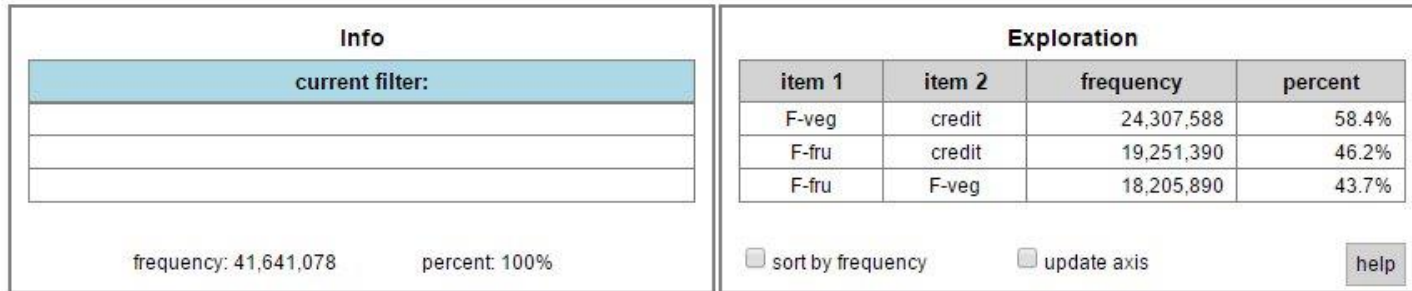 Info
current filter:
frequency: 41,641,078 percent: 100%
Exploration
item 1 item 2 frequency percent
F-veg credit 24,307,588 58.4%
F-fru credit 19,251,390 46.2%
F-fru F-veg 18,205,890 43.7%
sort by frequency update axis help